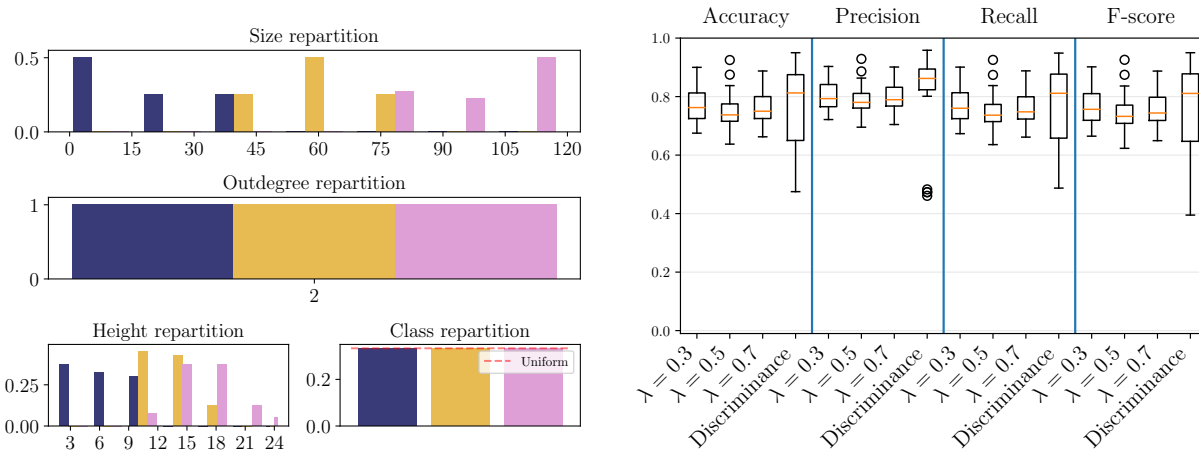 Size repartition
0.5
0.0
0 15 30 45 60 75 90 105 120
Outdegree repartition
1
0
2
Height repartition
0.25
0.00
3 6 9 12 15 18 21 24
Class repartition
Uniform
0.2
0.0
Accuracy Precision Recall F-score
1.0
0.8
0.6
0.4
0.2
0.0
λ = 0.3
λ = 0.5
λ = 0.7
Discriminance
λ = 0.3
λ = 0.5
λ = 0.7
Discriminance
λ = 0.3
λ = 0.5
λ = 0.7
Discriminance
λ = 0.3
λ = 0.5
λ = 0.7
Discriminance